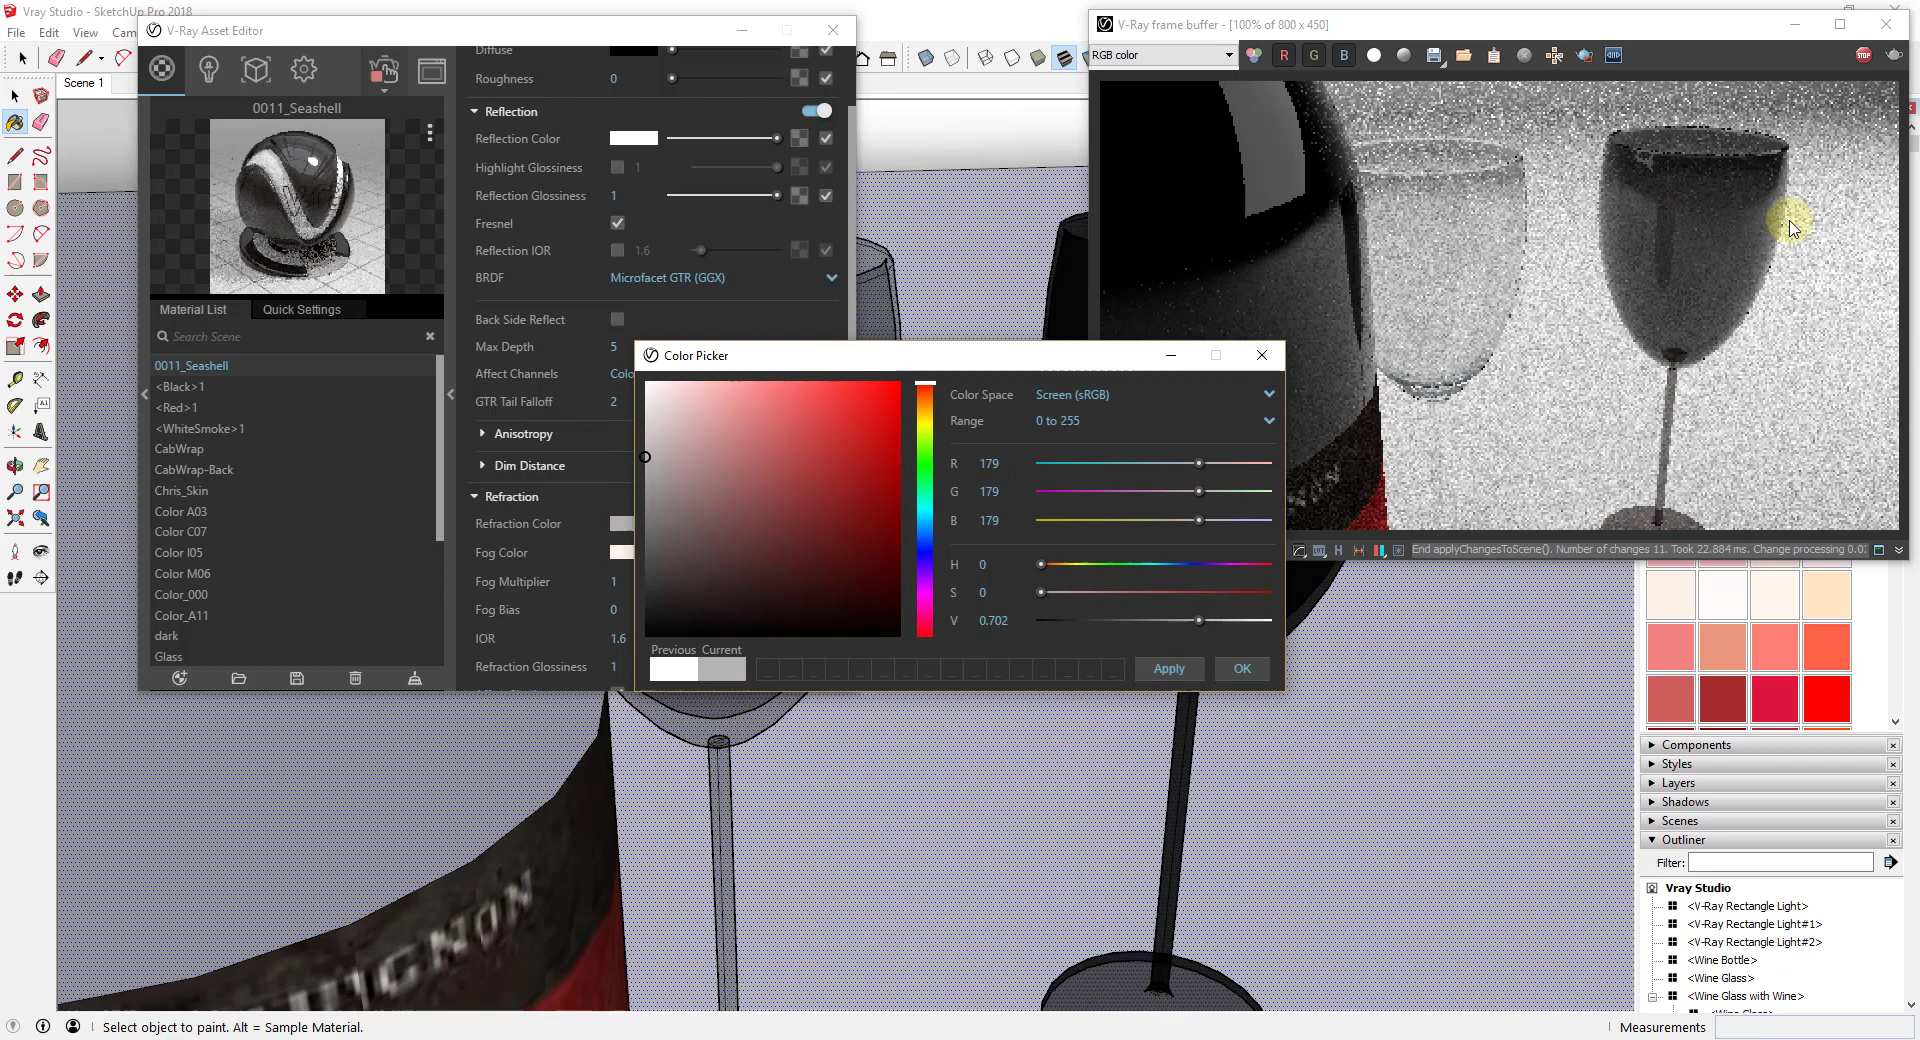 Vray Studio - SketchUp Pro 2018
File Edit View Cam
Scene 1
V-Ray Asset Editor
0011_Seashell
Material List
Quick Settings
Search Scene
0011_Seashell
<Black>1
<Red>1
<WhiteSmoke>1
CabWrap
CabWrap-Back
Chris_Skin
Color A03
Color C07
Color I05
Color M06
Color_000
Color_A11
dark
Glass
Diffuse
Roughness 0
Reflection
Reflection Color
Highlight Glossiness 1
Reflection Glossiness 1
Fresnel
Reflection IOR 1.6
BRDF Microfacet GTR (GGX)
Back Side Reflect
Max Depth 5
Affect Channels
GTR Tail Falloff 2
Anisotropy
Dim Distance
Refraction
Refraction Color
Fog Color
Fog Multiplier 1
Fog Bias 0
IOR 1.6
Refraction Glossiness 1
Color Picker
Color Space Screen (sRGB)
Range 0 to 255
R 179
G 179
B 179
H 0
S 0
V 0.702
Previous Current
Apply
OK
V-Ray frame buffer - [100% of 800 x 450]
RGB color
R G B
End applyChangesToScene(). Number of changes 11. Took 22.884 ms. Change processing 0.0
Components
Styles
Layers
Shadows
Scenes
Outliner
Filter:
Vray Studio
<V-Ray Rectangle Light>
<V-Ray Rectangle Light#1>
<V-Ray Rectangle Light#2>
<Wine Bottle>
<Wine Glass>
<Wine Glass with Wine>
Select object to paint. Alt = Sample Material.
Measurements